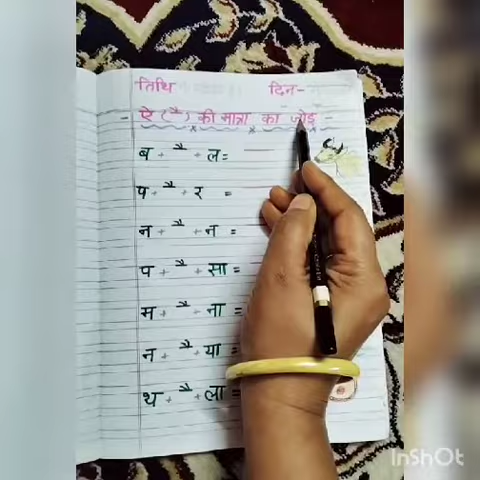 तिथि दिन-
- ऐ ( ै ) की मात्रा का जोड़ -
ब + ै + ल =
प + ै + र =
न + ै + न =
प + ै + सा =
म + ै + ना =
न + ै + या =
थ + ै + ला =
InShOt